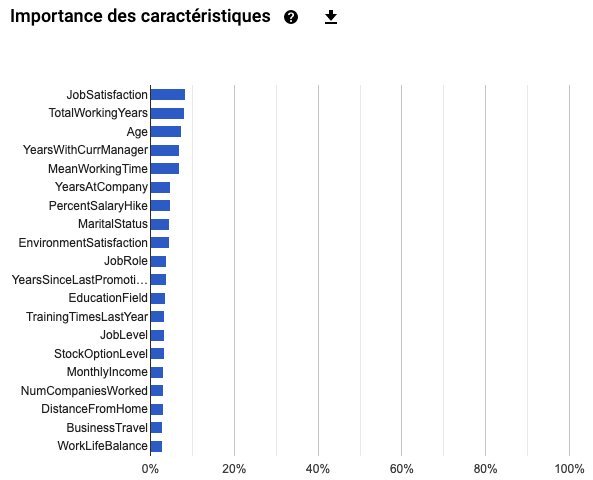 Importance des caractéristiques
JobSatisfaction
TotalWorkingYears
Age
YearsWithCurrManager
MeanWorkingTime
YearsAtCompany
PercentSalaryHike
MaritalStatus
EnvironmentSatisfaction
JobRole
YearsSinceLastPromoti...
EducationField
TrainingTimesLastYear
JobLevel
StockOptionLevel
MonthlyIncome
NumCompaniesWorked
DistanceFromHome
BusinessTravel
WorkLifeBalance
0% 20% 40% 60% 80% 100%